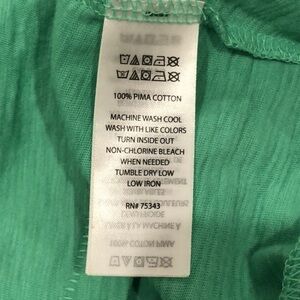 100% PIMA COTTON
MACHINE WASH COOL
WASH WITH LIKE COLORS
TURN INSIDE OUT
NON-CHLORINE BLEACH
WHEN NEEDED
TUMBLE DRY LOW
LOW IRON
RN# 75343